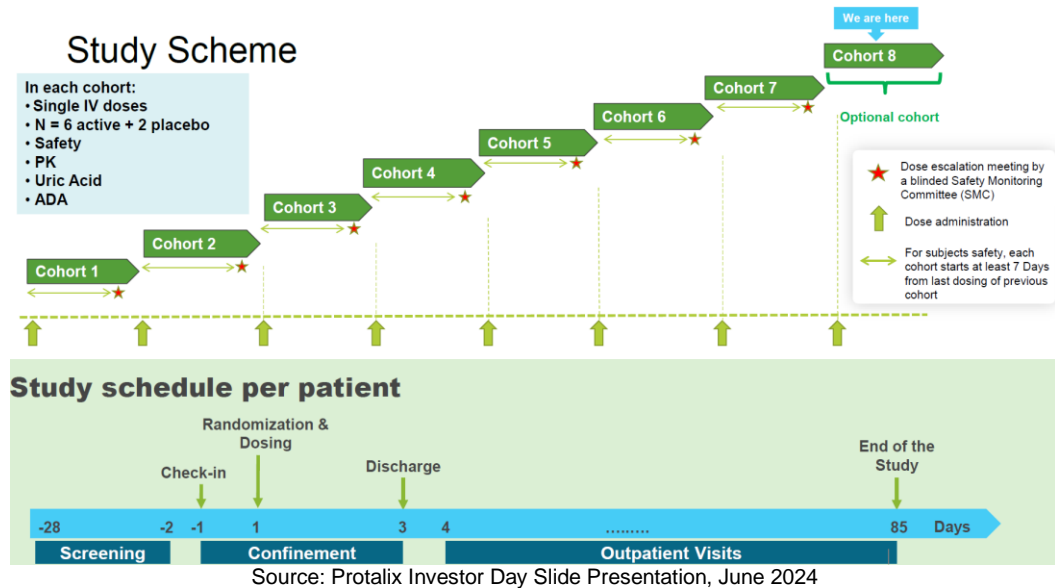 Study Scheme
In each cohort:
• Single IV doses
• N = 6 active + 2 placebo
• Safety
• PK
• Uric Acid
• ADA
Cohort 1
Cohort 2
Cohort 3
Cohort 4
Cohort 5
Cohort 6
Cohort 7
We are here
Cohort 8
Optional cohort
Dose escalation meeting by
a blinded Safety Monitoring
Committee (SMC)
Dose administration
For subjects safety, each
cohort starts at least 7 Days
from last dosing of previous
cohort
Study schedule per patient
Check-in
Randomization &
Dosing
Discharge
End of the
Study
-28 -2 -1 1 3 4 ......... 85 Days
Screening Confinement Outpatient Visits
Source: Protalix Investor Day Slide Presentation, June 2024